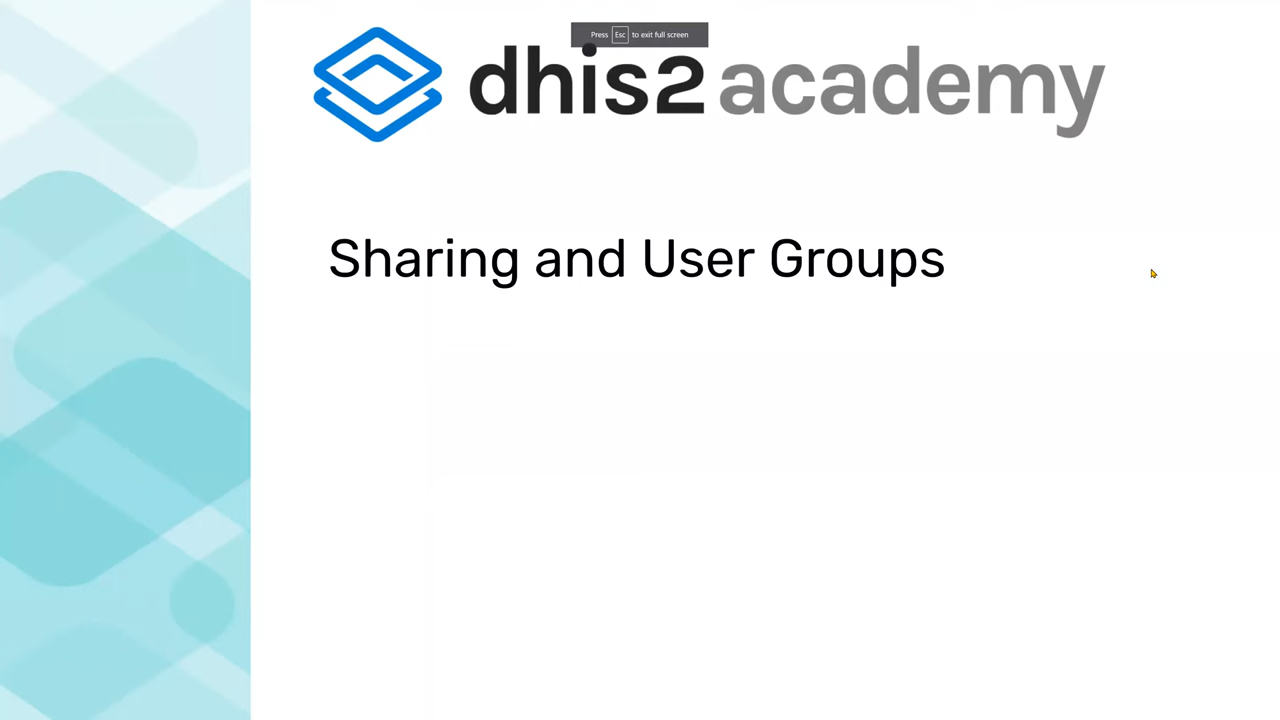 Press Esc to exit full screen
dhis2 academy
Sharing and User Groups